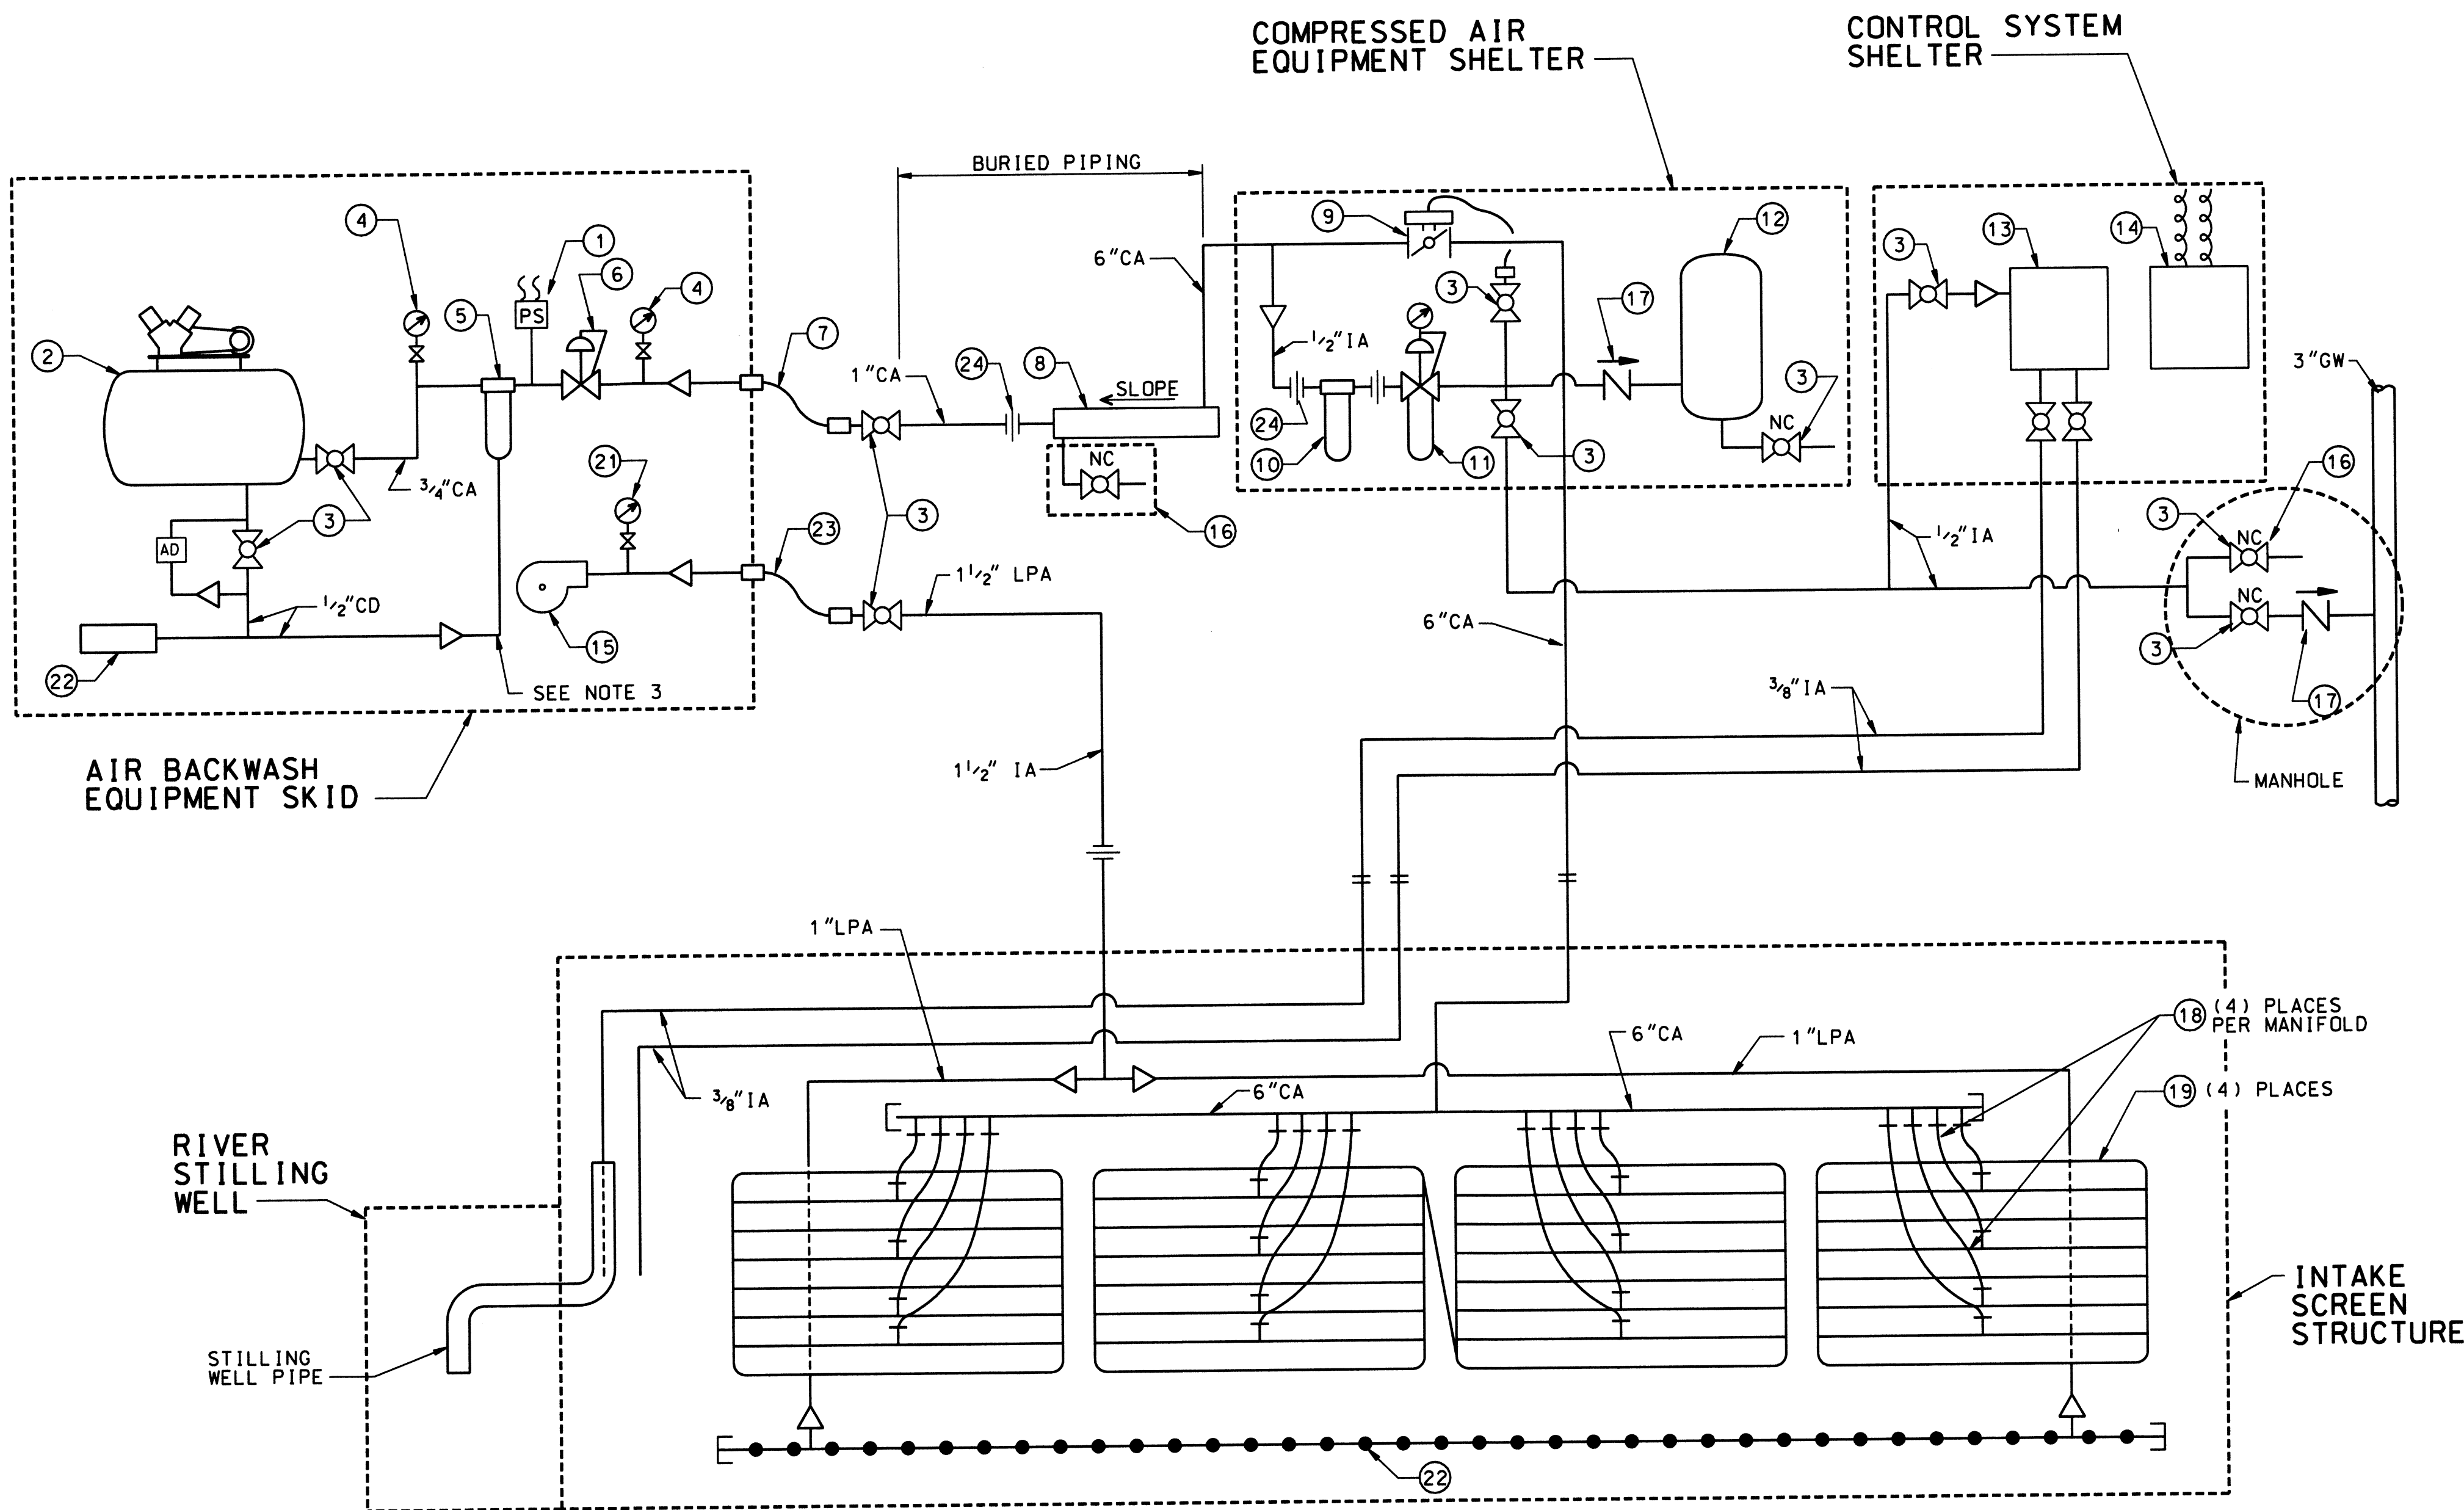 COMPRESSED AIR
EQUIPMENT SHELTER
CONTROL SYSTEM
SHELTER
BURIED PIPING
4
1
6
4
5
PS
2
7
3/4"CA
3
AD
1/2"CD
22
SEE NOTE 3
21
23
15
AIR BACKWASH
EQUIPMENT SKID
1"CA
24
8
SLOPE
6"CA
NC
16
3
1 1/2" LPA
1 1/2" IA
9
12
3
17
1/2"IA
24
10
11
3
3
NC
3
13
14
3"GW
1/2"IA
3
NC
16
NC
3
17
MANHOLE
6"CA
3/8"IA
1"LPA
3/8"IA
6"CA
6"CA
1"LPA
18 (4) PLACES
PER MANIFOLD
19 (4) PLACES
RIVER
STILLING
WELL
STILLING
WELL PIPE
INTAKE
SCREEN
STRUCTURE
22